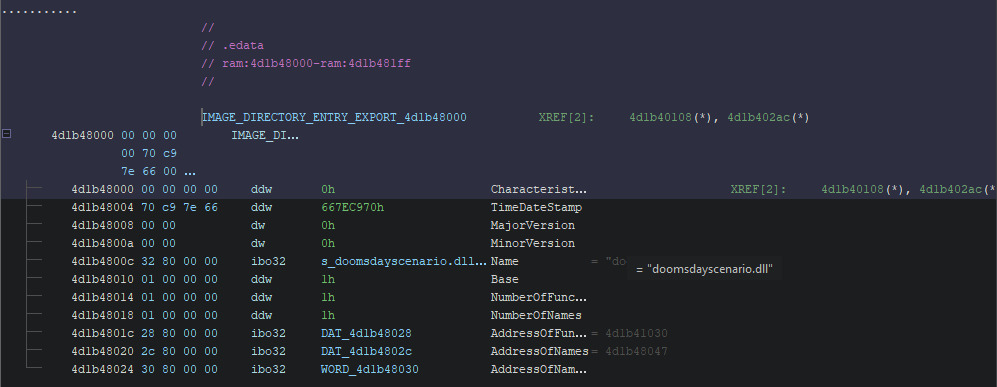 ...........
//
// .edata
// ram:4d1b48000-ram:4d1b481ff
//
IMAGE_DIRECTORY_ENTRY_EXPORT_4d1b48000 XREF[2]: 4d1b40108(*), 4d1b402ac(*)
4d1b48000 00 00 00 IMAGE_DI...
00 70 c9
7e 66 00 ...
4d1b48000 00 00 00 00 ddw 0h Characterist... XREF[2]: 4d1b40108(*), 4d1b402ac(*
4d1b48004 70 c9 7e 66 ddw 667EC970h TimeDateStamp
4d1b48008 00 00 dw 0h MajorVersion
4d1b4800a 00 00 dw 0h MinorVersion
4d1b4800c 32 80 00 00 ibo32 s_doomsdayscenario.dll... Name = "do
= "doomsdayscenario.dll"
4d1b48010 01 00 00 00 ddw 1h Base
4d1b48014 01 00 00 00 ddw 1h NumberOfFunc...
4d1b48018 01 00 00 00 ddw 1h NumberOfNames
4d1b4801c 28 80 00 00 ibo32 DAT_4d1b48028 AddressOfFun... = 4d1b41030
4d1b48020 2c 80 00 00 ibo32 DAT_4d1b4802c AddressOfNames = 4d1b48047
4d1b48024 30 80 00 00 ibo32 WORD_4d1b48030 AddressOfNam...